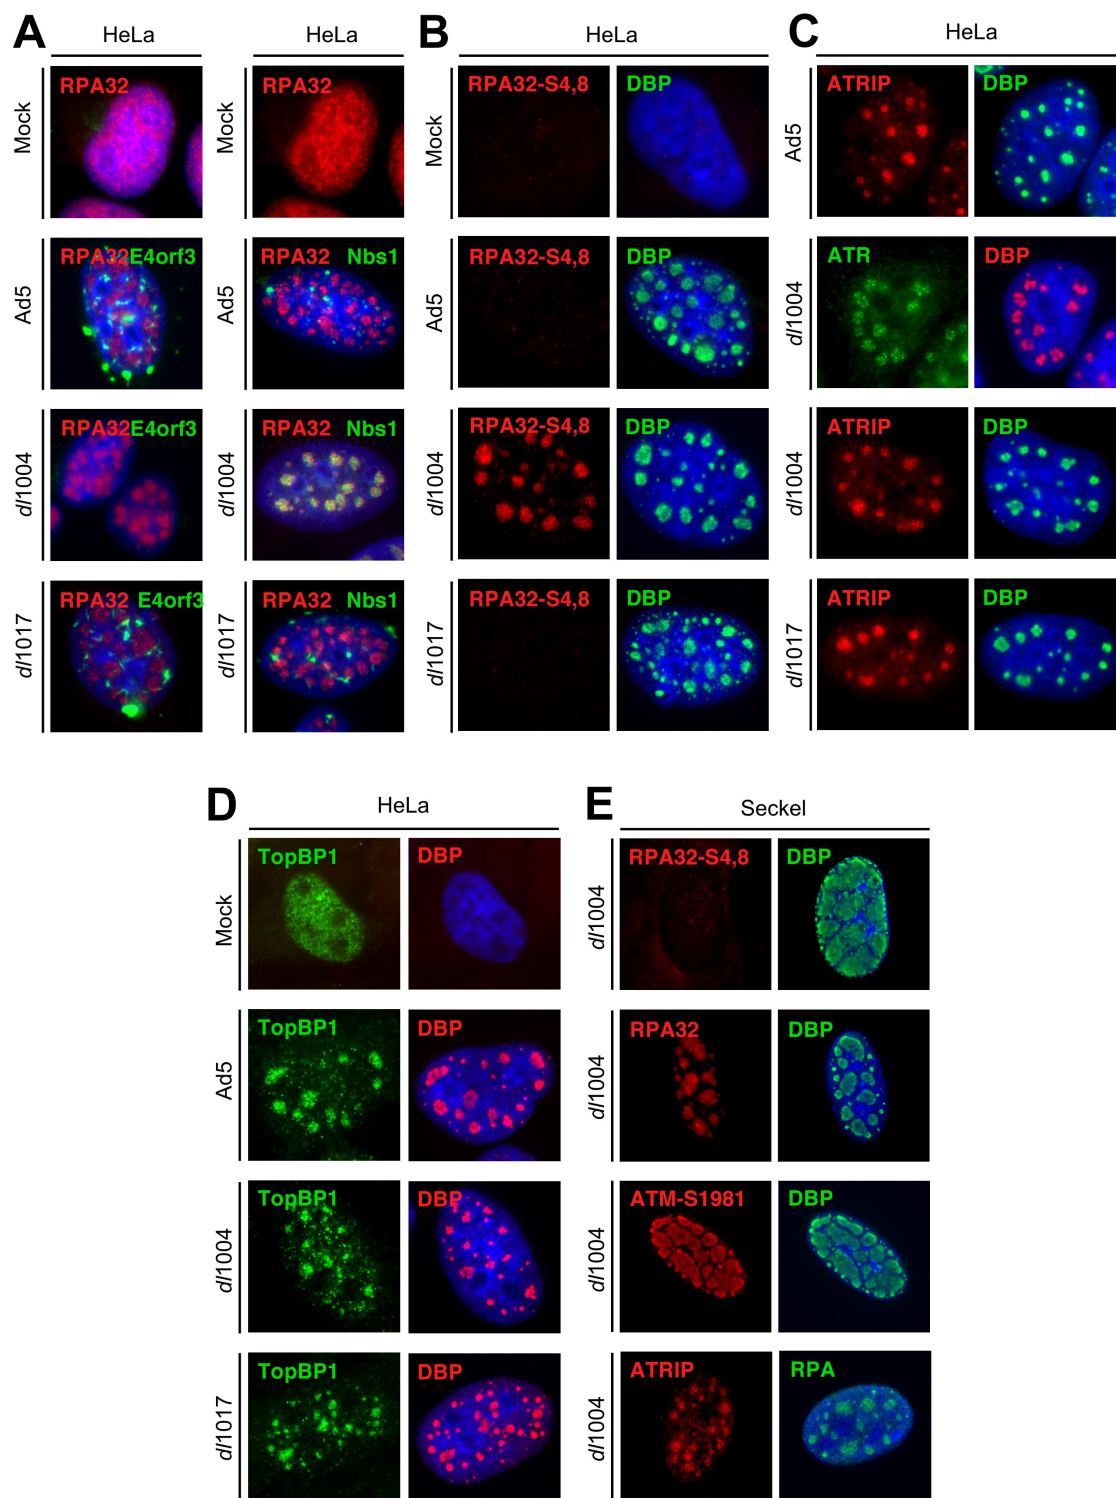 A
HeLa
HeLa
Mock
RPA32
Mock
RPA32
Ad5
RPA32 E4orf3
Ad5
RPA32 Nbs1
dl1004
RPA32 E4orf3
dl1004
RPA32 Nbs1
dl1017
RPA32 E4orf3
dl1017
RPA32 Nbs1
B
HeLa
Mock
RPA32-S4,8
DBP
Ad5
RPA32-S4,8
DBP
dl1004
RPA32-S4,8
DBP
dl1017
RPA32-S4,8
DBP
C
HeLa
Ad5
ATRIP
DBP
dl1004
ATR
DBP
dl1004
ATRIP
DBP
dl1017
ATRIP
DBP
D
HeLa
Mock
TopBP1
DBP
Ad5
TopBP1
DBP
dl1004
TopBP1
DBP
dl1017
TopBP1
DBP
E
Seckel
dl1004
RPA32-S4,8
DBP
dl1004
RPA32
DBP
dl1004
ATM-S1981
DBP
dl1004
ATRIP
RPA